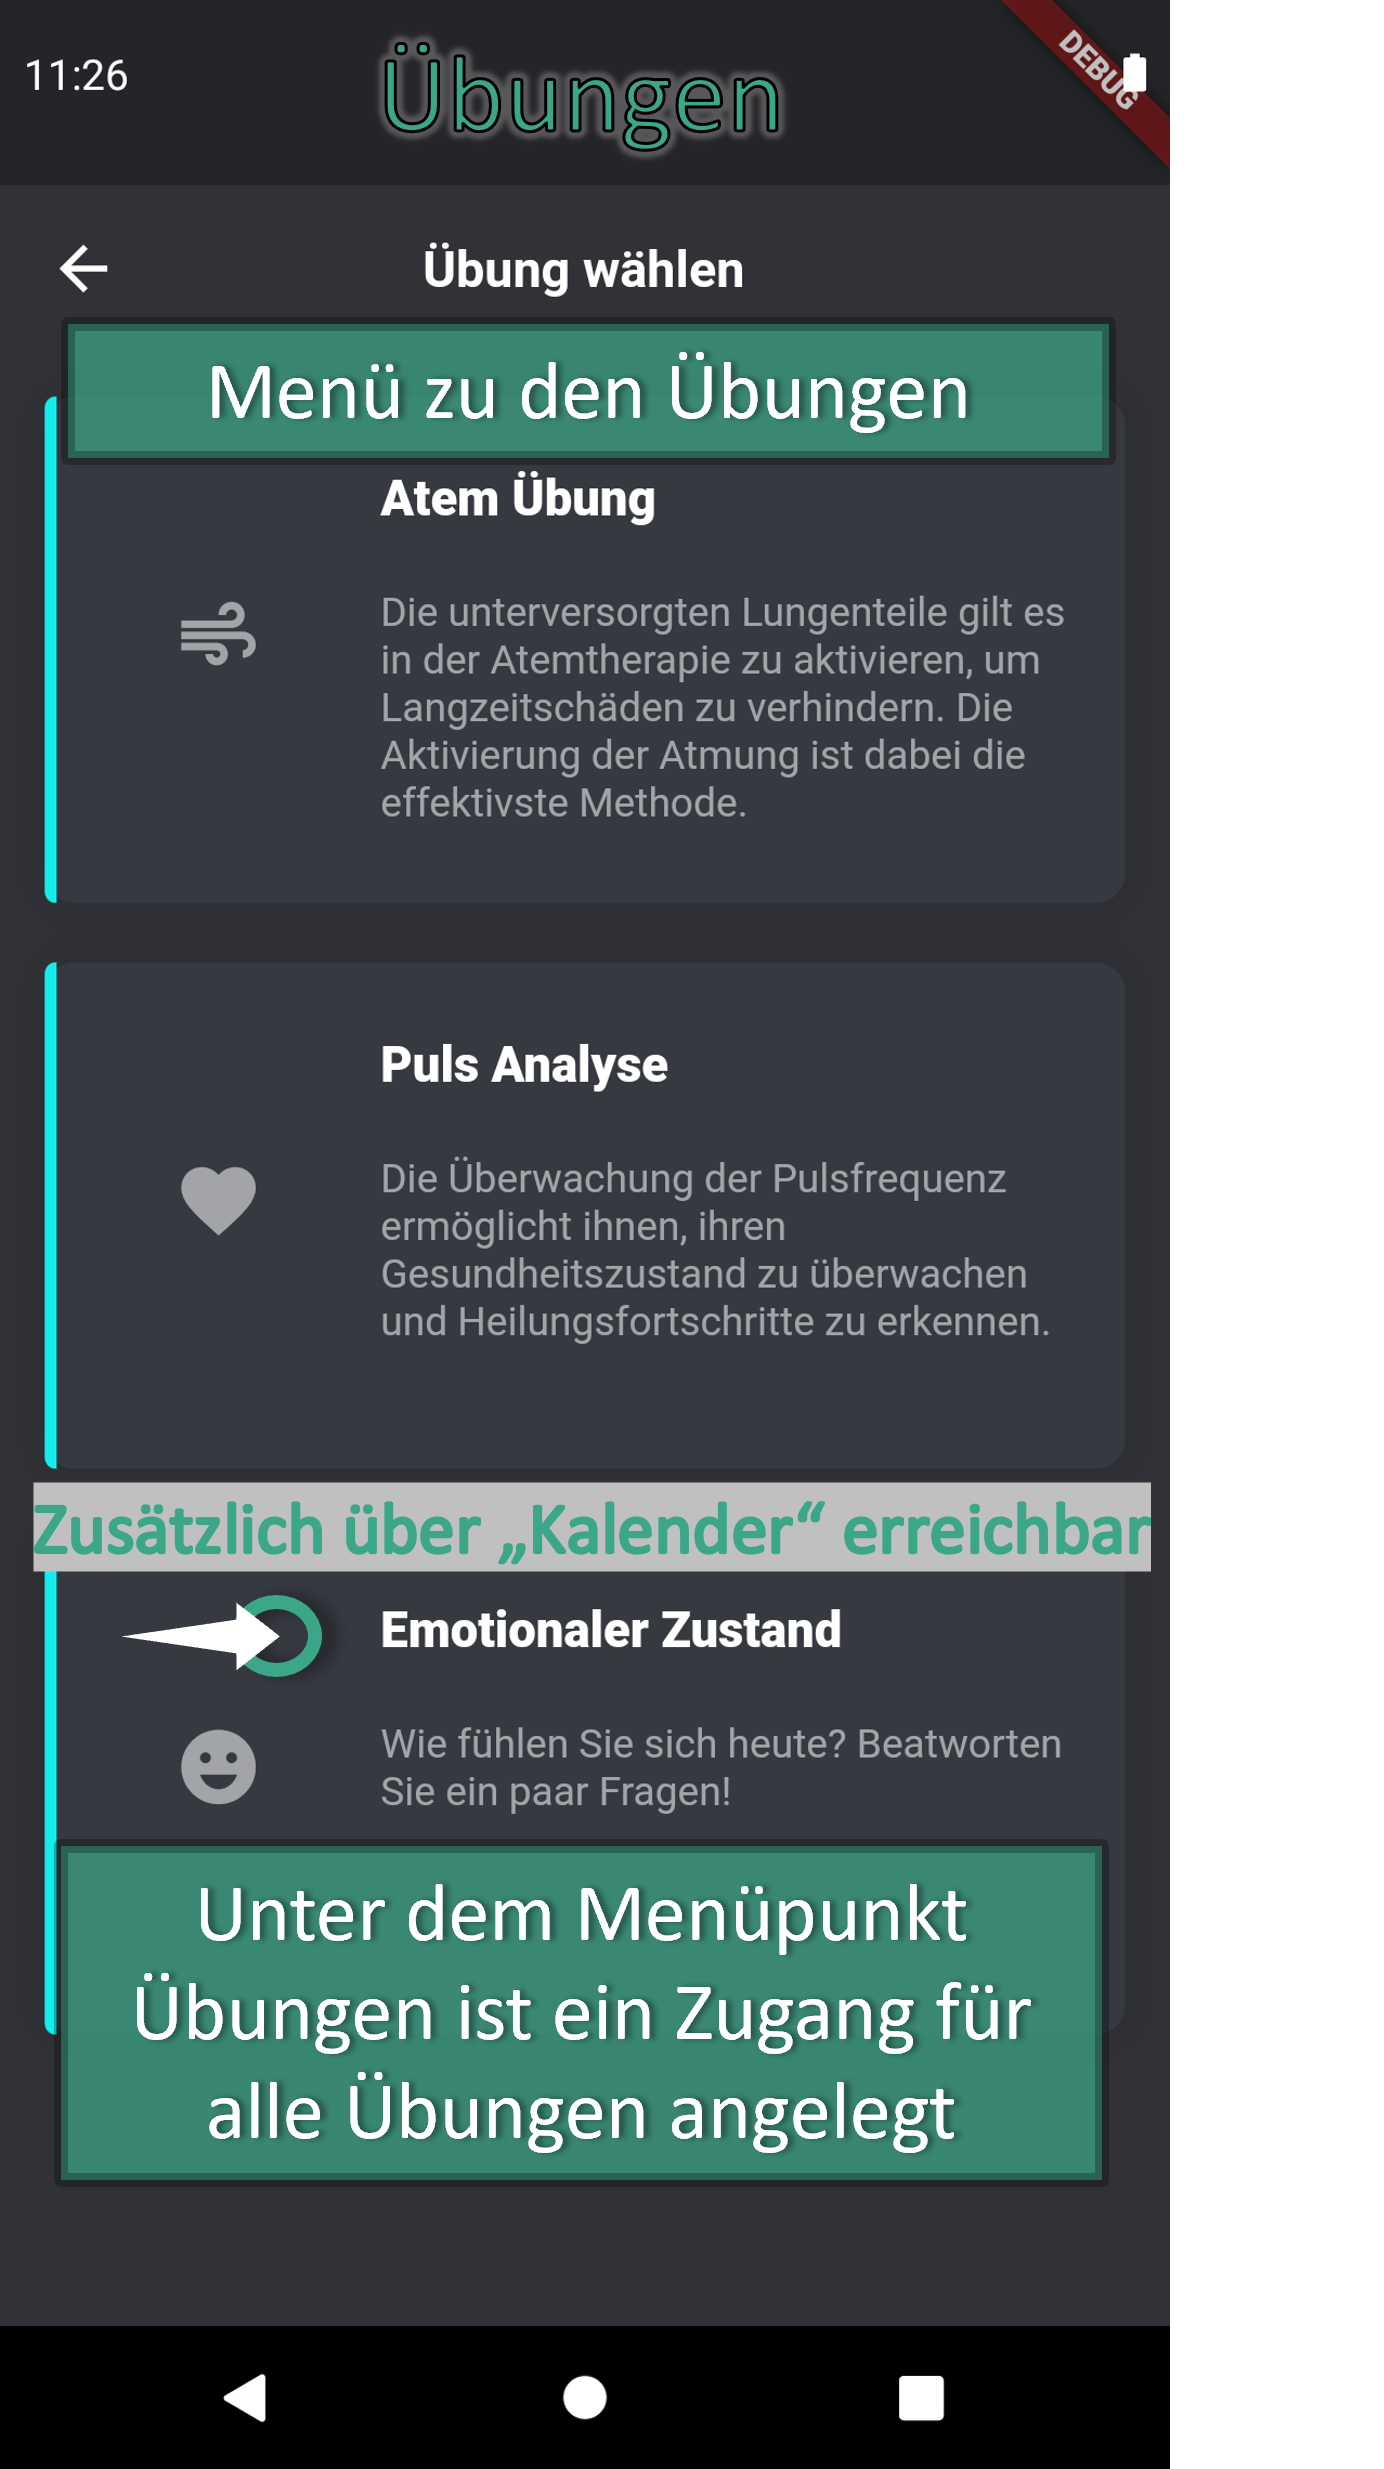 11:26
Übungen
DEBUG
Übung wählen
Menü zu den Übungen
Atem Übung
Die unterversorgten Lungenteile gilt es
in der Atemtherapie zu aktivieren, um
Langzeitschäden zu verhindern. Die
Aktivierung der Atmung ist dabei die
effektivste Methode.
Puls Analyse
Die Überwachung der Pulsfrequenz
ermöglicht ihnen, ihren
Gesundheitszustand zu überwachen
und Heilungsfortschritte zu erkennen.
Zusätzlich über „Kalender“ erreichbar
Emotionaler Zustand
Wie fühlen Sie sich heute? Beatworten
Sie ein paar Fragen!
Unter dem Menüpunkt
Übungen ist ein Zugang für
alle Übungen angelegt